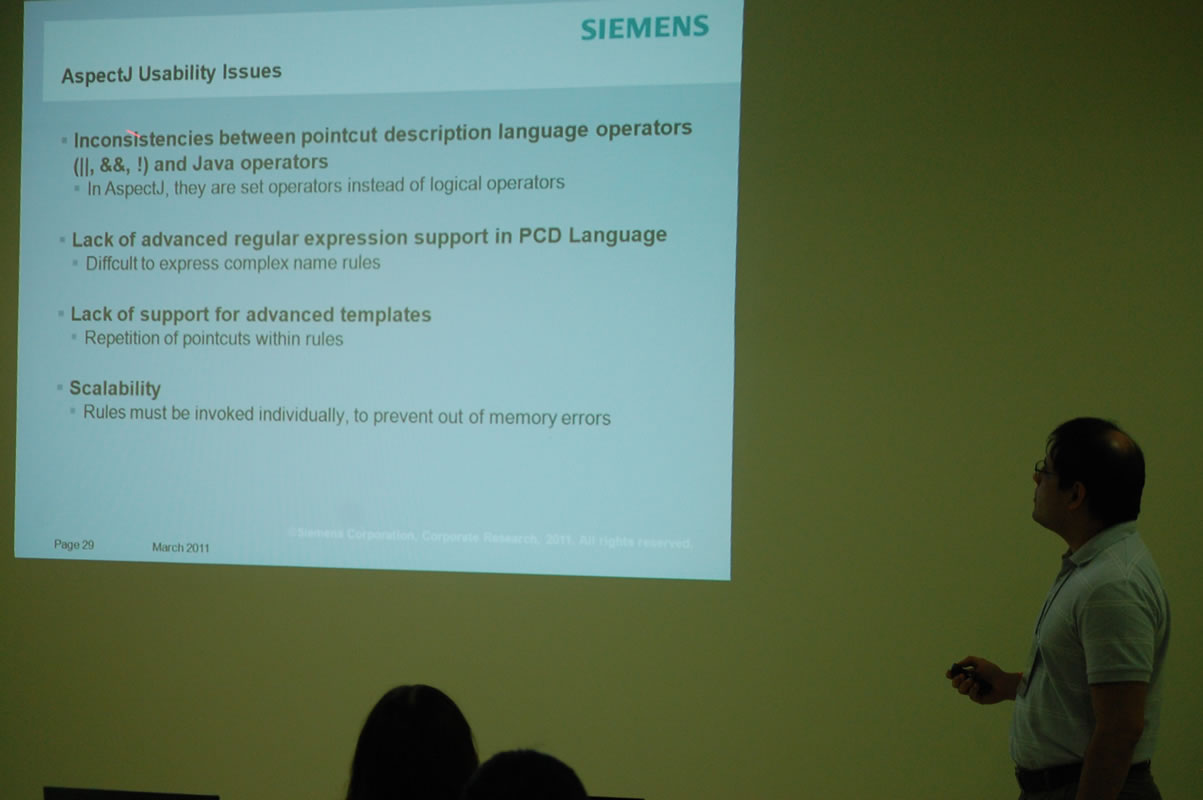 SIEMENS
AspectJ Usability Issues
Inconsistencies between pointcut description language operators
(||, &&, !) and Java operators
In AspectJ, they are set operators instead of logical operators
Lack of advanced regular expression support in PCD Language
Diffcult to express complex name rules
Lack of support for advanced templates
Repetition of pointcuts within rules
Scalability
Rules must be invoked individually, to prevent out of memory errors
©Siemens Corporation, Corporate Research, 2011. All rights reserved.
Page 29 March 2011